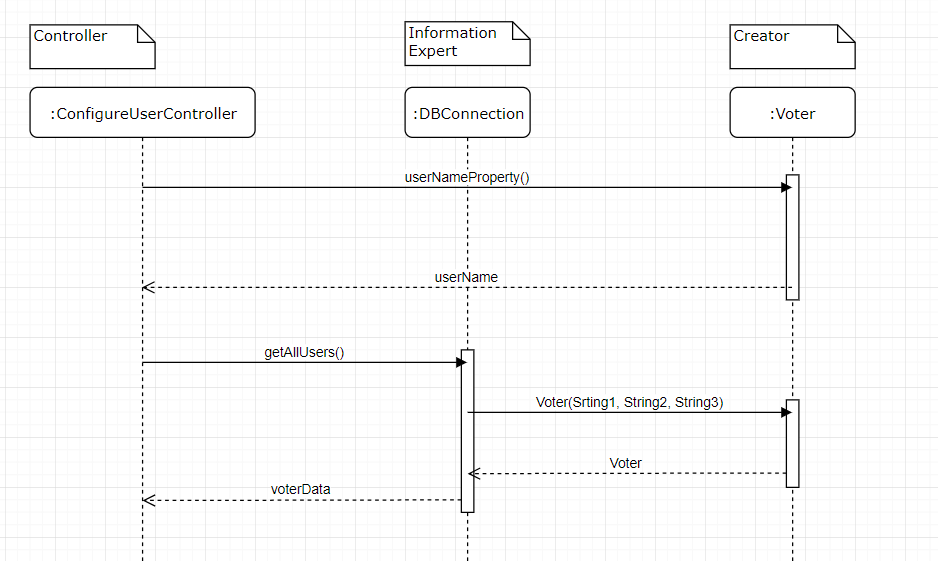 Controller
Information
Expert
Creator
:ConfigureUserController
:DBConnection
:Voter
userNameProperty()
userName
getAllUsers()
Voter(Srting1, String2, String3)
Voter
voterData